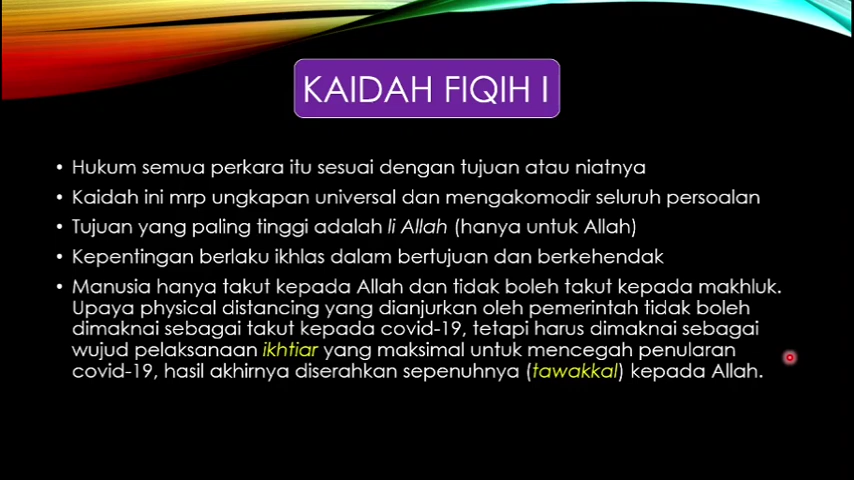 KAIDAH FIQIH I
• Hukum semua perkara itu sesuai dengan tujuan atau niatnya
• Kaidah ini mrp ungkapan universal dan mengakomodir seluruh persoalan
• Tujuan yang paling tinggi adalah li Allah (hanya untuk Allah)
• Kepentingan berlaku ikhlas dalam bertujuan dan berkehendak
• Manusia hanya takut kepada Allah dan tidak boleh takut kepada makhluk.
Upaya physical distancing yang dianjurkan oleh pemerintah tidak boleh
dimaknai sebagai takut kepada covid-19, tetapi harus dimaknai sebagai
wujud pelaksanaan ikhtiar yang maksimal untuk mencegah penularan
covid-19, hasil akhirnya diserahkan sepenuhnya (tawakkal) kepada Allah.